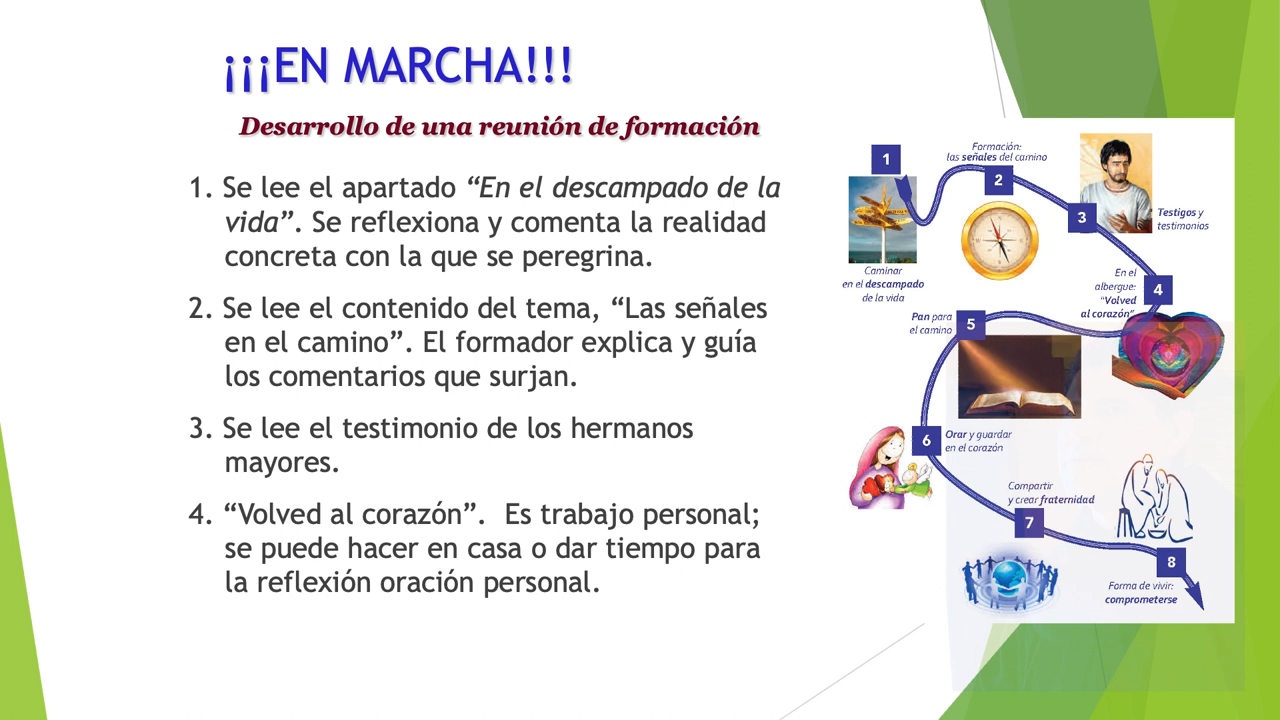 ¡¡¡EN MARCHA!!!
Desarrollo de una reunión de formación
1. Se lee el apartado “En el descampado de la
vida”. Se reflexiona y comenta la realidad
concreta con la que se peregrina.
2. Se lee el contenido del tema, “Las señales
en el camino”. El formador explica y guía
los comentarios que surjan.
3. Se lee el testimonio de los hermanos
mayores.
4. “Volved al corazón”.  Es trabajo personal;
se puede hacer en casa o dar tiempo para
la reflexión oración personal.
1
Caminar
en el descampado
de la vida
Formación:
las señales del camino
2
3
Testigos y
testimonios
En el
albergue:
“Volved
al corazón”
4
Pan para
el camino
5
6
Orar y guardar
en el corazón
Compartir
y crear fraternidad
7
8
Forma de vivir:
comprometerse